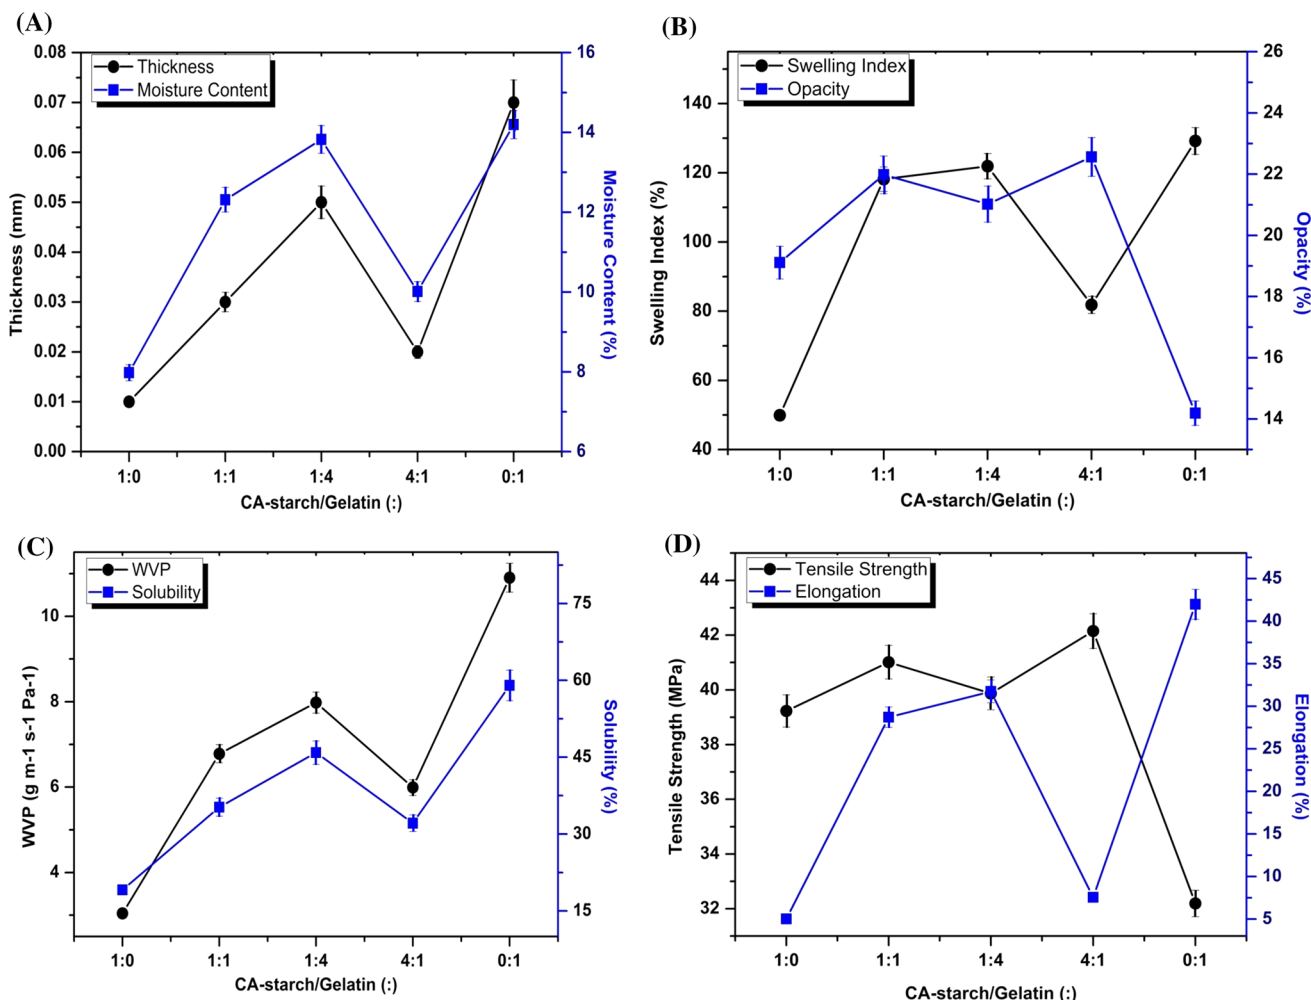 (A)
Thickness
Moisture Content
0.08
0.07
0.06
0.05
0.04
0.03
0.02
0.01
0.00
Thickness (mm)
16
14
12
10
8
6
Moisture Content (%)
1:0 1:1 1:4 4:1 0:1
CA-starch/Gelatin (:)
(B)
Swelling Index
Opacity
140
120
100
80
60
40
Swelling Index (%)
26
24
22
20
18
16
14
Opacity (%)
1:0 1:1 1:4 4:1 0:1
CA-starch/Gelatin (:)
(C)
WVP
Solubility
10
8
6
4
WVP (g m-1 s-1 Pa-1)
75
60
45
30
15
Solubility (%)
1:0 1:1 1:4 4:1 0:1
CA-starch/Gelatin (:)
(D)
Tensile Strength
Elongation
44
42
40
38
36
34
32
Tensile Strength (MPa)
45
40
35
30
25
20
15
10
5
Elongation (%)
1:0 1:1 1:4 4:1 0:1
CA-starch/Gelatin (:)